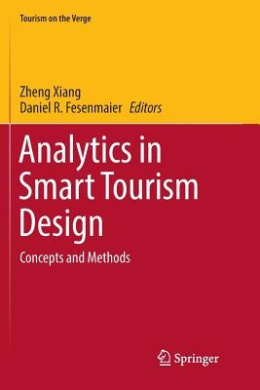 Tourism on the Verge
Zheng Xiang
Daniel R. Fesenmaier Editors
Analytics in
Smart Tourism
Design
Concepts and Methods
Springer